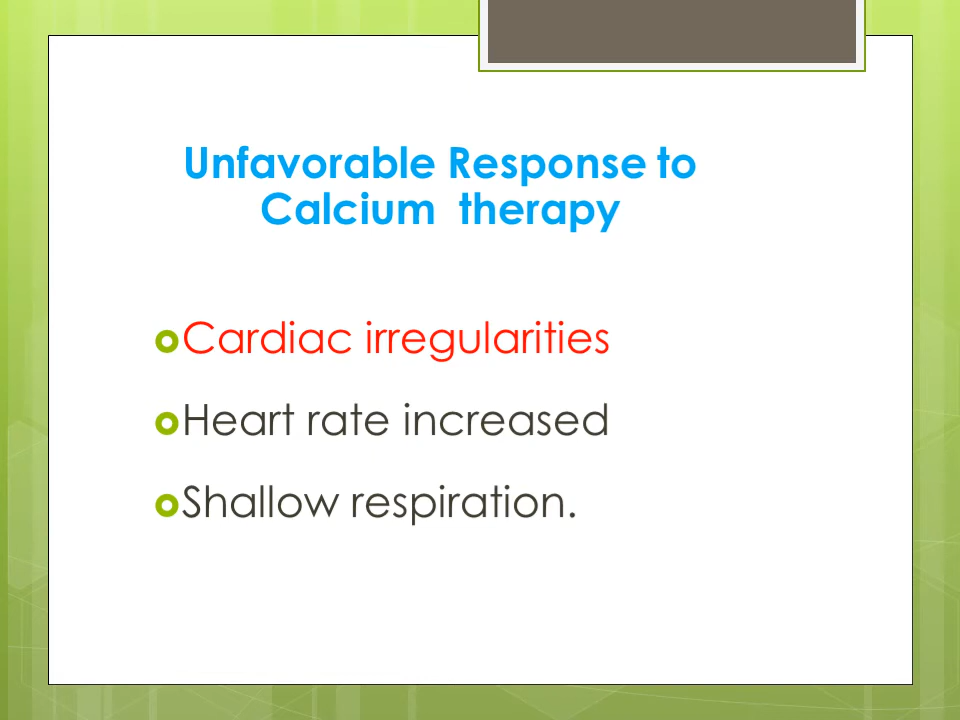 Unfavorable Response to
Calcium  therapy
Cardiac irregularities
Heart rate increased
Shallow respiration.